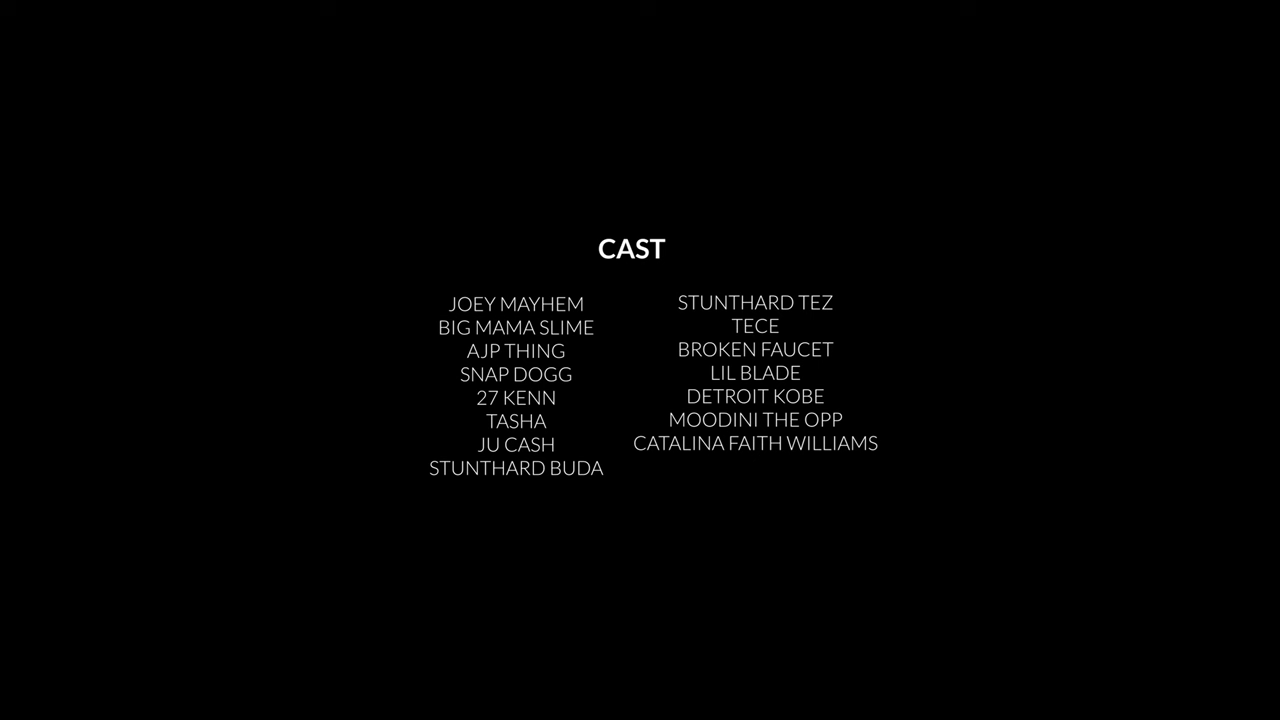 CAST
JOEY MAYHEM
BIG MAMA SLIME
AJP THING
SNAP DOGG
27 KENN
TASHA
JU CASH
STUNTHARD BUDA
STUNTHARD TEZ
TECE
BROKEN FAUCET
LIL BLADE
DETROIT KOBE
MOODINI THE OPP
CATALINA FAITH WILLIAMS